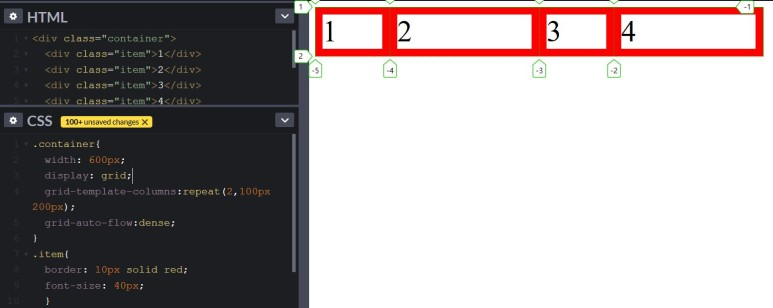 HTML
1 <div class="container">
2 <div class="item">1</div>
3 <div class="item">2</div>
4 <div class="item">3</div>
5 <div class="item">4</div>
CSS 100+ unsaved changes X
1 .container{
2 width: 600px;
3 display: grid;
4 grid-template-columns:repeat(2,100px
200px);
5 grid-auto-flow:dense;
6 }
7 .item{
8 border: 10px solid red;
9 font-size: 40px;
10 }
1 -1
1 2 3 4
2
-5 -4 -3 -2